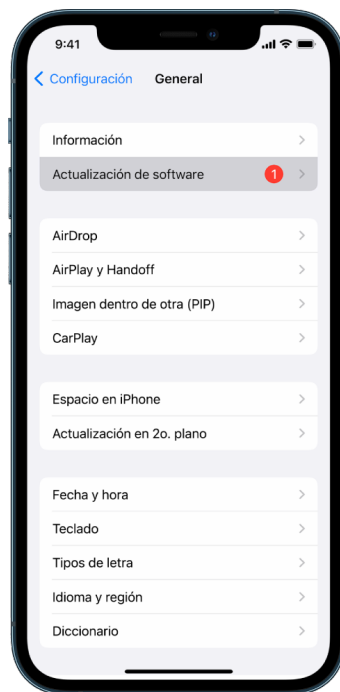 9:41
Configuración General
Información
Actualización de software 1
AirDrop
AirPlay y Handoff
Imagen dentro de otra (PIP)
CarPlay
Espacio en iPhone
Actualización en 2o. plano
Fecha y hora
Teclado
Tipos de letra
Idioma y región
Diccionario